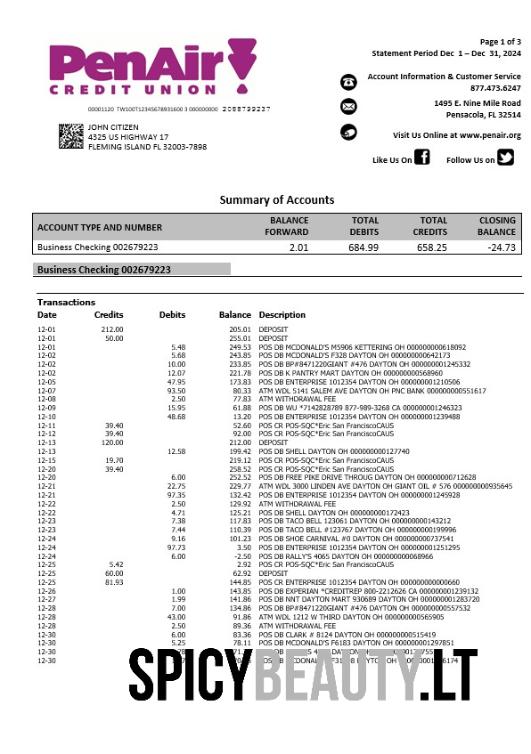 PenAir
CREDIT UNION
Page 1 of 3
Statement Period Dec 1 – Dec 31, 2024
Account Information & Customer Service
877.473.6247
1495 E. Nine Mile Road
Pensacola, FL 32514
Visit Us Online at www.penair.org
Like Us On
Follow Us on
00001120 TW100T12345678931600 3 000000000 2088799237
JOHN CITIZEN
4325 US HIGHWAY 17
FLEMING ISLAND FL 32003-7898
Summary of Accounts
ACCOUNT TYPE AND NUMBER BALANCE FORWARD TOTAL DEBITS TOTAL CREDITS CLOSING BALANCE
Business Checking 002679223 2.01 684.99 658.25 -24.73
Business Checking 002679223
Transactions
Date Credits Debits Balance Description
12-01 212.00 205.01 DEPOSIT
12-01 50.00 255.01 DEPOSIT
12-01 5.48 249.53 POS DB MCDONALD'S M5906 KETTERING OH 000000000618092
12-02 5.68 243.85 POS DB MCDONALD'S F328 DAYTON OH 000000000642173
12-02 10.00 233.85 POS DB BP#8471220GIANT #476 DAYTON OH 000000001245332
12-02 12.07 221.78 POS DB K PANTRY MART DAYTON OH 000000000568960
12-05 47.95 173.83 POS DB ENTERPRISE 1012354 DAYTON OH 000000001210506
12-07 93.50 80.33 ATM WDL 5141 SALEM AVE DAYTON OH PNC BANK 000000000551617
12-08 2.50 77.83 ATM WITHDRAWAL FEE
12-09 15.95 61.88 POS DB WU *7142828789 877-989-3268 CA 000000001246323
12-10 48.68 13.20 POS DB ENTERPRISE 1012354 DAYTON OH 000000001239488
12-11 39.40 52.60 POS CR POS-SQC*Eric San FranciscoCAUS
12-12 39.40 92.00 POS CR POS-SQC*Eric San FranciscoCAUS
12-13 120.00 212.00 DEPOSIT
12-13 12.58 199.42 POS DB SHELL DAYTON OH 000000000127740
12-15 19.70 219.12 POS CR POS-SQC*Eric San FranciscoCAUS
12-20 39.40 258.52 POS CR POS-SQC*Eric San FranciscoCAUS
12-20 6.00 252.52 POS DB FREE PIKE DRIVE THROUG DAYTON OH 000000000712628
12-21 22.75 229.77 ATM WDL 3000 LINDEN AVE DAYTON OH GIANT OIL # 576 000000000935645
12-21 97.35 132.42 POS DB ENTERPRISE 1012354 DAYTON OH 000000001245928
12-22 2.50 129.92 ATM WITHDRAWAL FEE
12-22 4.71 125.21 POS DB SHELL DAYTON OH 000000000172423
12-23 7.38 117.83 POS DB TACO BELL 123061 DAYTON OH 000000000143212
12-23 7.44 110.39 POS DB TACO BELL #123767 DAYTON OH 000000000199996
12-24 9.16 101.23 POS DB SHOE CARNIVAL #0 DAYTON OH 000000000737541
12-24 97.73 3.50 POS DB ENTERPRISE 1012354 DAYTON OH 000000001251295
12-24 6.00 -2.50 POS DB RALLY'S 4065 DAYTON OH 000000000068966
12-25 5.42 2.92 POS CR POS-SQC*Eric San FranciscoCAUS
12-25 60.00 62.92 DEPOSIT
12-25 81.93 144.85 POS CR ENTERPRISE 1012354 DAYTON OH 000000000000660
12-26 1.00 143.85 POS DB EXPERIAN *CREDITREP 800-2212626 CA 000000001239132
12-27 1.99 141.86 POS DB NNT DAYTON MART 930689 DAYTON OH 000000001283720
12-28 7.00 134.86 POS DB BP#8471220GIANT #476 DAYTON OH 000000000557532
12-28 43.00 91.86 ATM WDL 1212 W THIRD DAYTON OH 000000000565905
12-28 2.50 89.36 ATM WITHDRAWAL FEE
12-30 6.00 83.36 POS DB CLARK # 8124 DAYTON OH 000000000515419
12-30 5.25 78.11 POS DB MCDONALD'S F6183 DAYTON OH 000000001297851
12-30
12-30
SPICYBEAUTY.LT